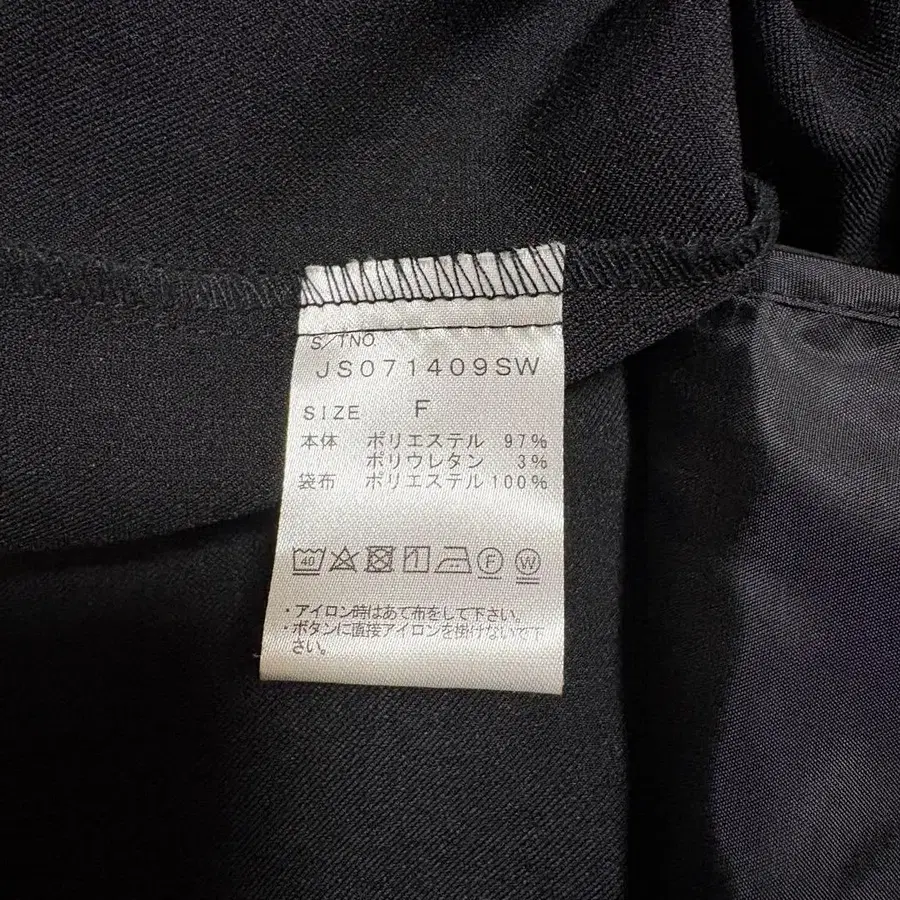 S/TNO
JS071409SW
SIZE F
本体 ポリエステル 97%
ポリウレタン 3%
袋布 ポリエステル 100%
40 F W
・アイロン時はあて布をして下さい。
・ボタンに直接アイロンを掛けないで下
さい。